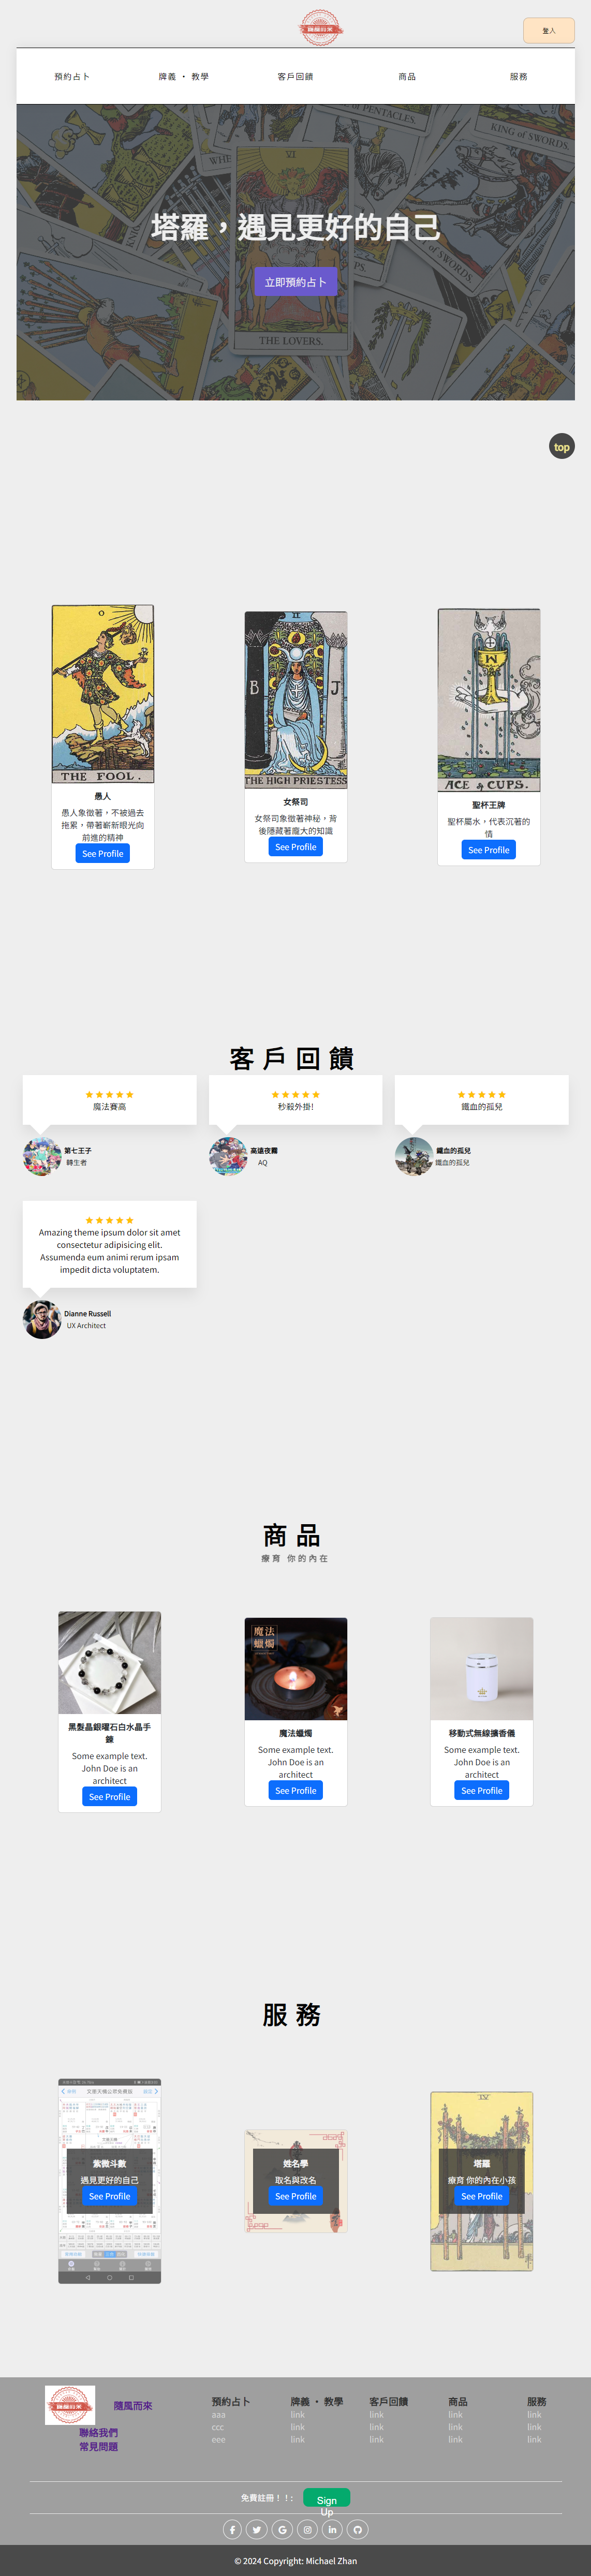 隨風而來
登入
預約占卜
牌義 • 教學
客戶回饋
商品
服務
PENTACLES.
KING of SWORDS.
VI
塔羅，遇見更好的自己
立即預約占卜
THE LOVERS.
top
0
THE FOOL.
愚人
愚人象徵著，不被過去
拖累，帶著嶄新眼光向
前進的精神
See Profile
II
B
J
THE HIGH PRIESTESS
女祭司
女祭司象徵著神秘，背
後隱藏著龐大的知識
See Profile
ACE of CUPS.
聖杯王牌
聖杯屬水，代表沉著的
情
See Profile
客戶回饋
魔法賽高
第七王子
轉生者
秒殺外掛!
高遠夜霧
AQ
鐵血的孤兒
鐵血的孤兒
鐵血的孤兒
Amazing theme ipsum dolor sit amet
consectetur adipisicing elit.
Assumenda eum animi rerum ipsam
impedit dicta voluptatem.
Dianne Russell
UX Architect
商品
療育 你的內在
黑髮晶銀曜石白水晶手
鍊
Some example text.
John Doe is an
architect
See Profile
魔法
蠟燭
魔法蠟燭
Some example text.
John Doe is an
architect
See Profile
移動式無線擴香儀
Some example text.
John Doe is an
architect
See Profile
服務
紫微斗數
遇見更好的自己
See Profile
姓名學
取名與改名
See Profile
IV
塔羅
療育 你的內在小孩
See Profile
隨風而來
聯絡我們
常見問題
預約占卜
aaa
ccc
eee
牌義 • 教學
link
link
link
客戶回饋
link
link
link
商品
link
link
link
服務
link
link
link
免費註冊！！:
Sign
Up
© 2024 Copyright: Michael Zhan